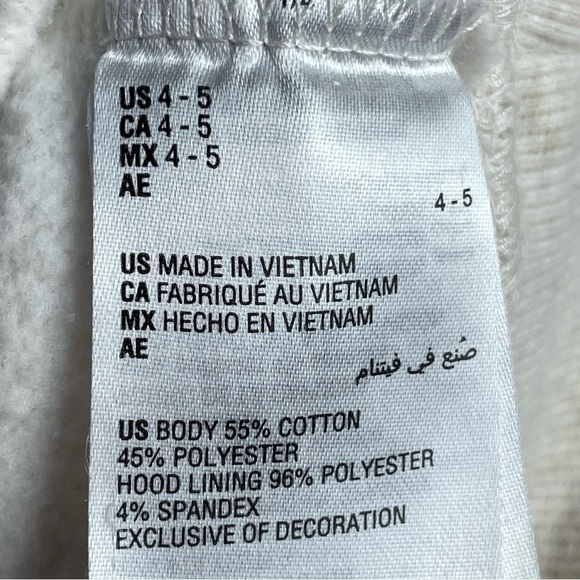 US 4 - 5
CA 4 - 5
MX 4 - 5
AE
4 - 5
US MADE IN VIETNAM
CA FABRIQUÉ AU VIETNAM
MX HECHO EN VIETNAM
AE
صُنع في فيتنام
US BODY 55% COTTON
45% POLYESTER
HOOD LINING 96% POLYESTER
4% SPANDEX
EXCLUSIVE OF DECORATION